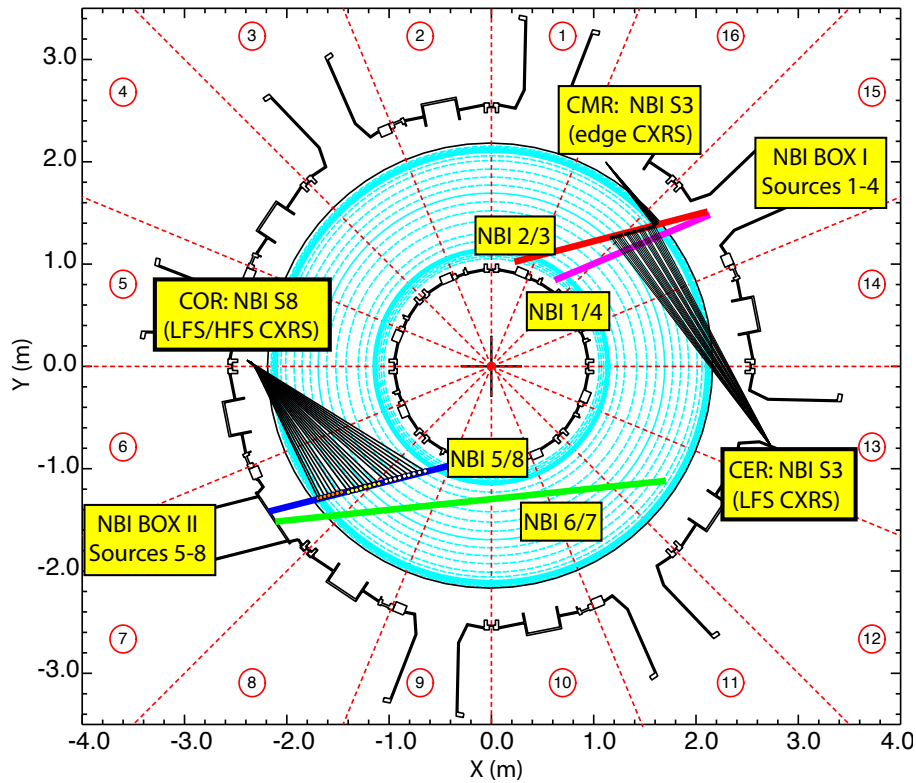 3
2
1
16
3.0
4
15
CMR: NBI S3
(edge CXRS)
NBI BOX I
Sources 1-4
2.0
NBI 2/3
1.0
5
14
COR: NBI S8
(LFS/HFS CXRS)
NBI 1/4
Y (m)
0.0
6
13
-1.0
NBI 5/8
CER: NBI S3
(LFS CXRS)
NBI BOX II
Sources 5-8
NBI 6/7
-2.0
7
12
-3.0
8
9
10
11
-4.0
-3.0
-2.0
-1.0
0.0
1.0
2.0
3.0
4.0
X (m)